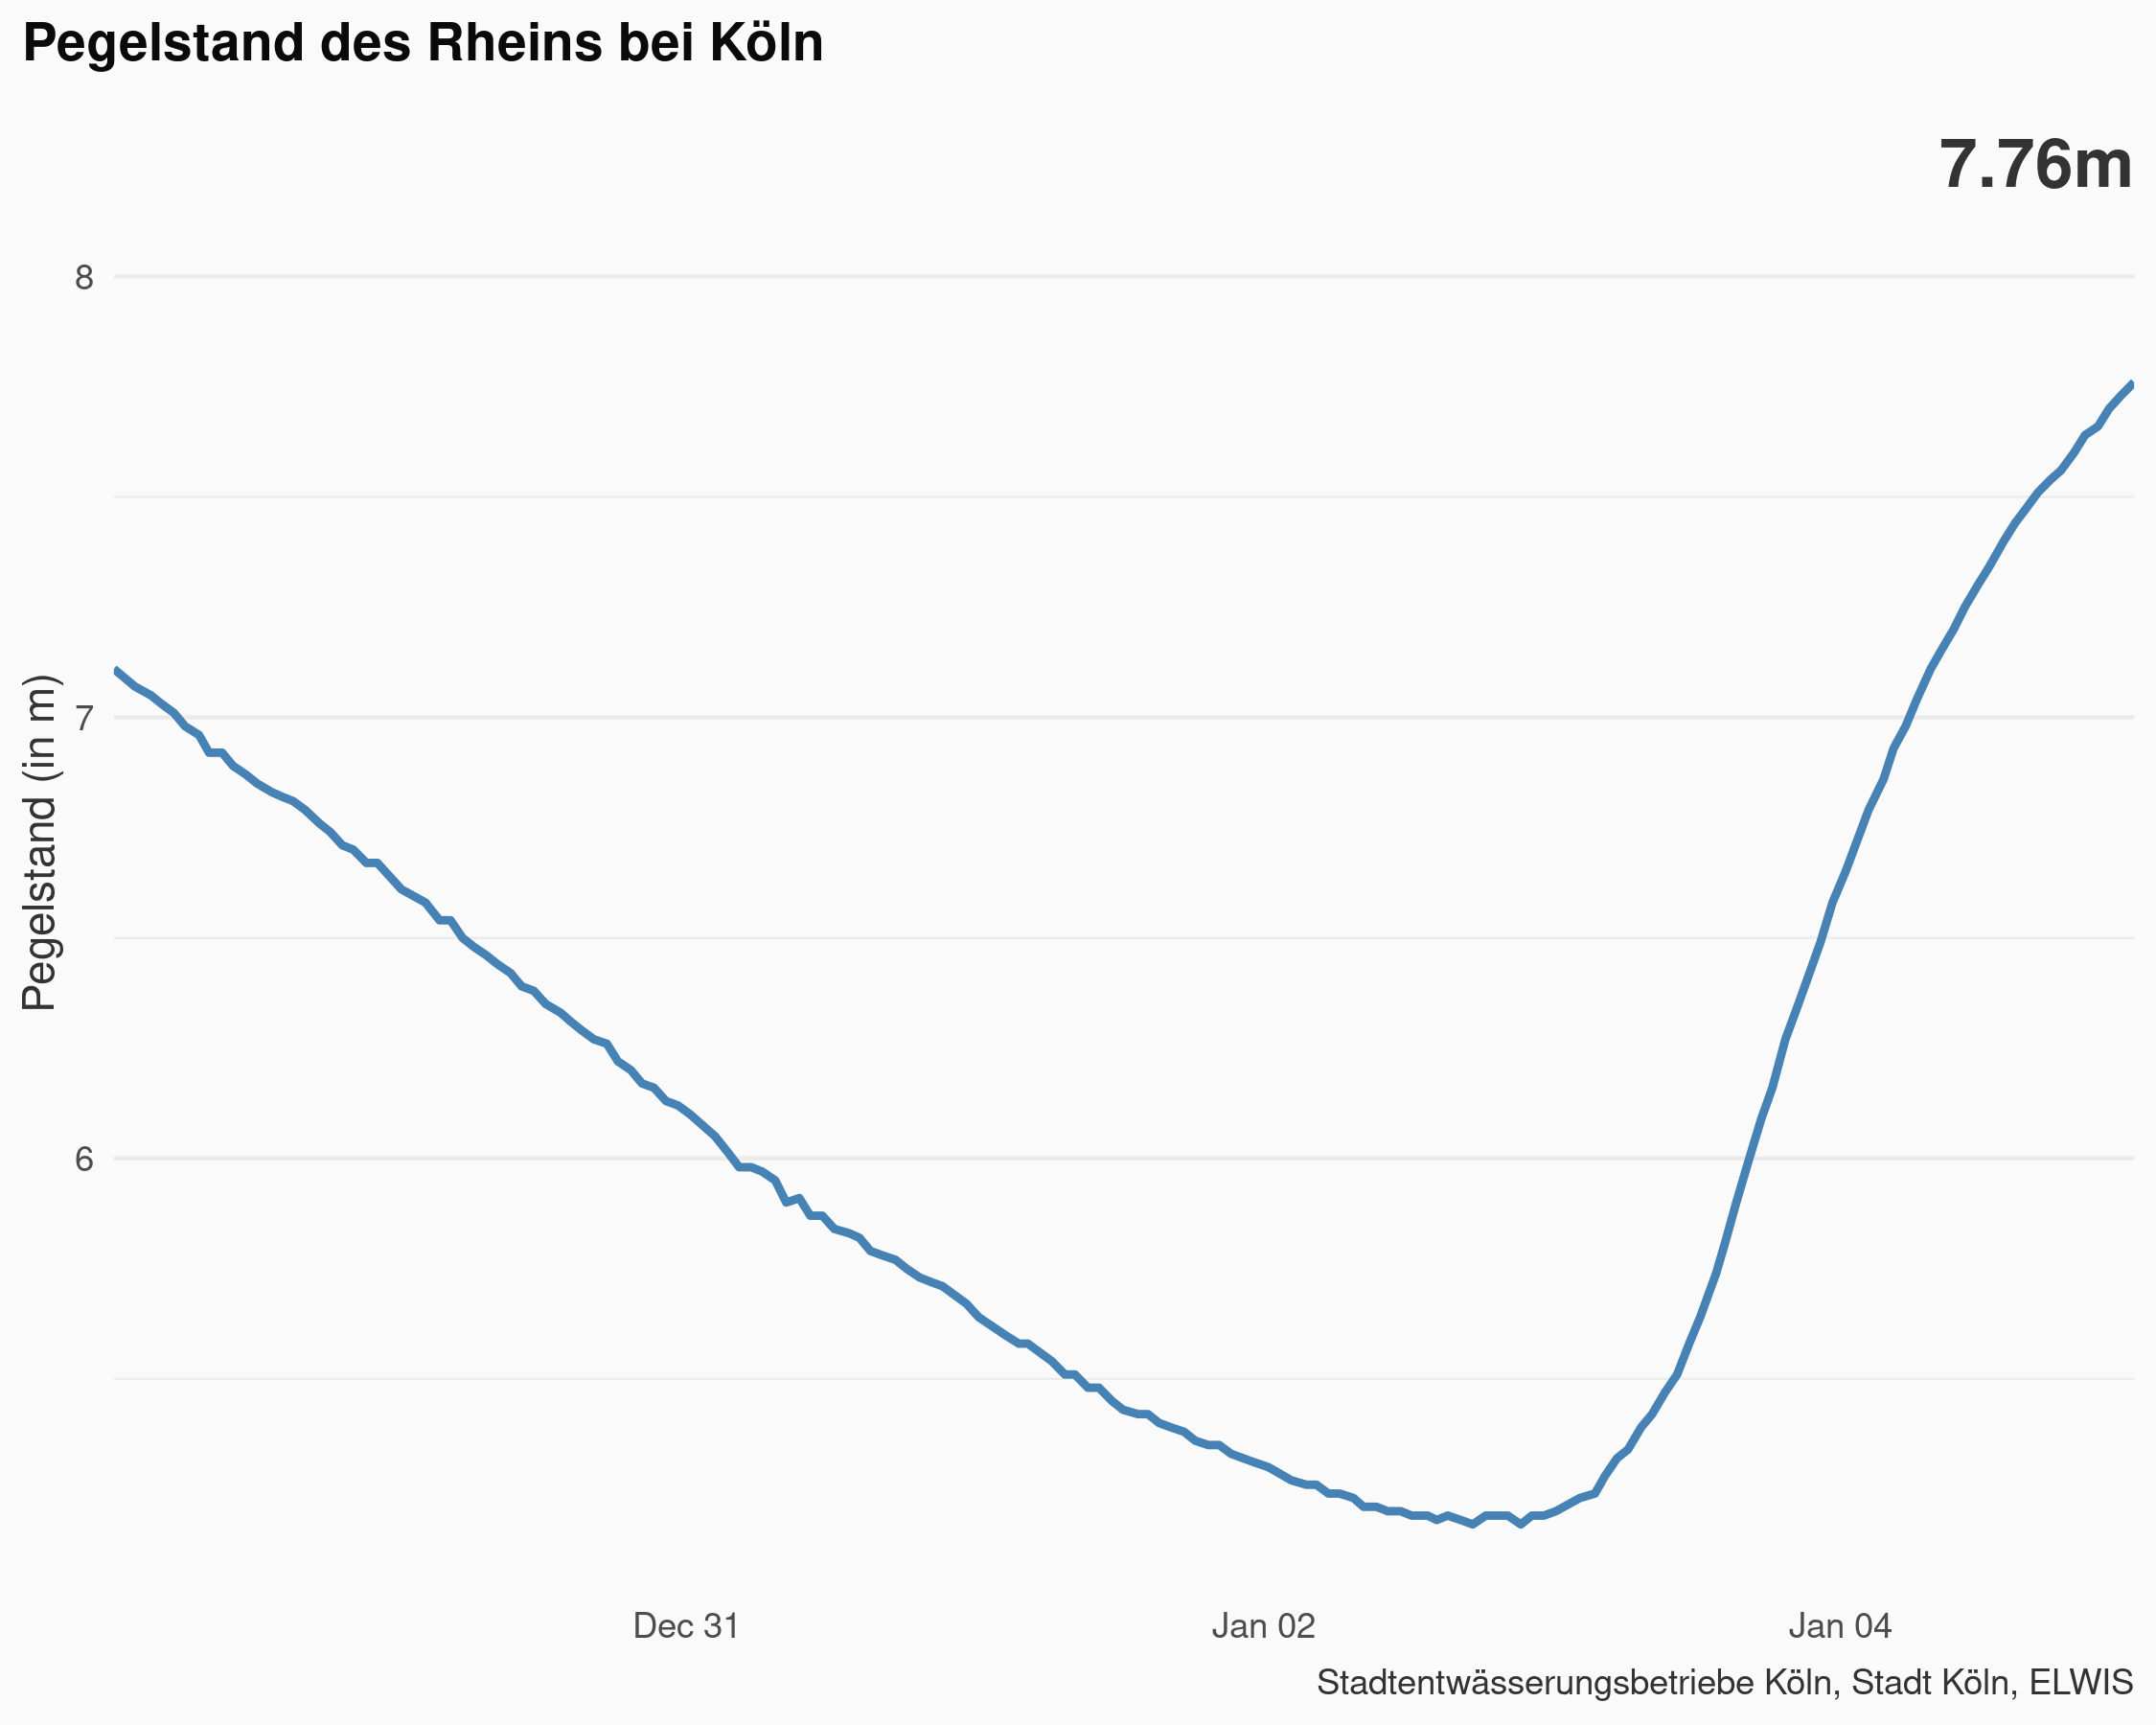 Pegelstand des Rheins bei Köln
7.76m
8
7
6
Pegelstand (in m)
Dec 31
Jan 02
Jan 04
Stadtentwässerungsbetriebe Köln, Stadt Köln, ELWIS